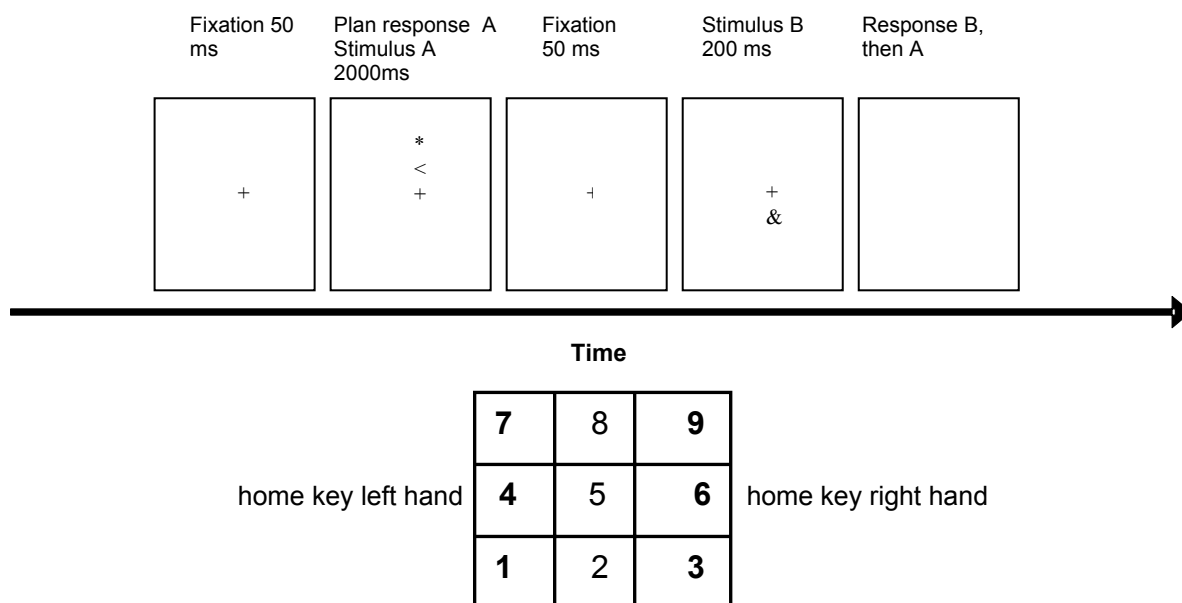 Fixation 50 ms
Plan response A Stimulus A 2000ms
Fixation 50 ms
Stimulus B 200 ms
Response B, then A
+
*
<
+
+
+
&
Time
7 8 9
home key left hand 4 5 6 home key right hand
1 2 3